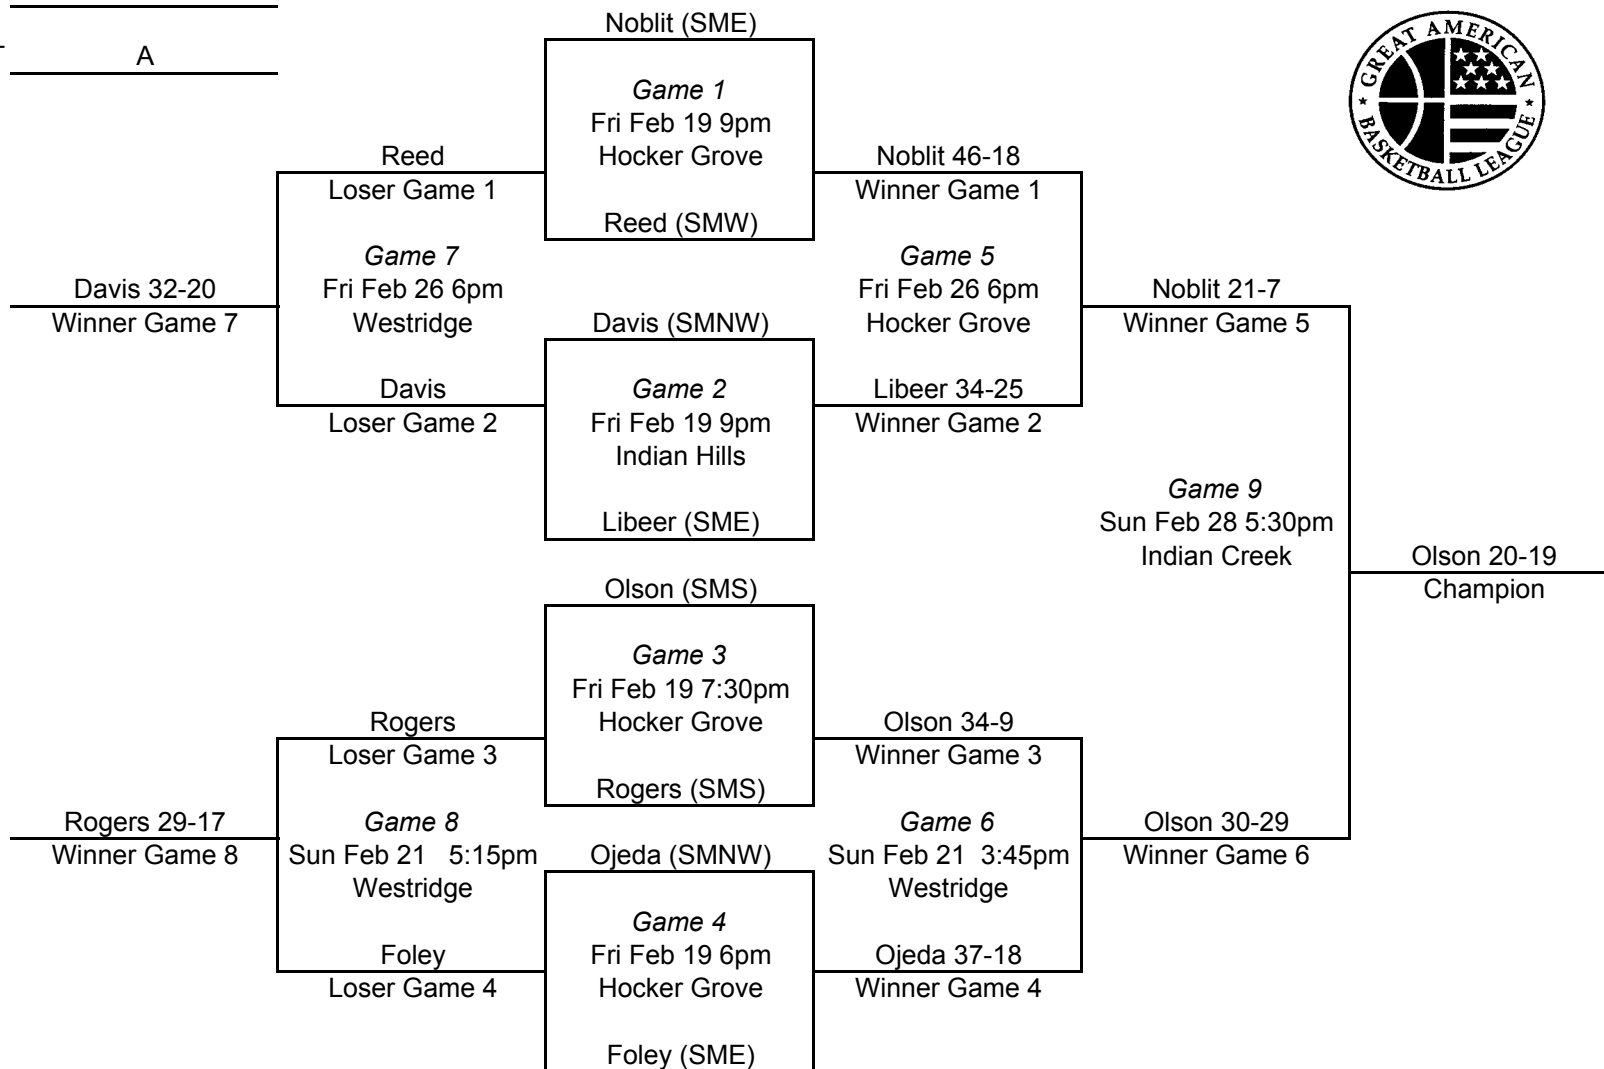 A
Noblit (SME)
Game 1
Fri Feb 19 9pm
Hocker Grove
Reed (SMW)
Reed
Loser Game 1
Noblit 46-18
Winner Game 1
Game 7
Fri Feb 26 6pm
Westridge
Game 5
Fri Feb 26 6pm
Hocker Grove
Davis 32-20
Winner Game 7
Noblit 21-7
Winner Game 5
Davis (SMNW)
Game 2
Fri Feb 19 9pm
Indian Hills
Libeer (SME)
Davis
Loser Game 2
Libeer 34-25
Winner Game 2
Game 9
Sun Feb 28 5:30pm
Indian Creek
Olson 20-19
Champion
Olson (SMS)
Game 3
Fri Feb 19 7:30pm
Hocker Grove
Rogers (SMS)
Rogers
Loser Game 3
Olson 34-9
Winner Game 3
Rogers 29-17
Winner Game 8
Game 8
Sun Feb 21 5:15pm
Westridge
Game 6
Sun Feb 21 3:45pm
Westridge
Olson 30-29
Winner Game 6
Ojeda (SMNW)
Game 4
Fri Feb 19 6pm
Hocker Grove
Foley (SME)
Foley
Loser Game 4
Ojeda 37-18
Winner Game 4
GREAT AMERICAN
BASKETBALL LEAGUE